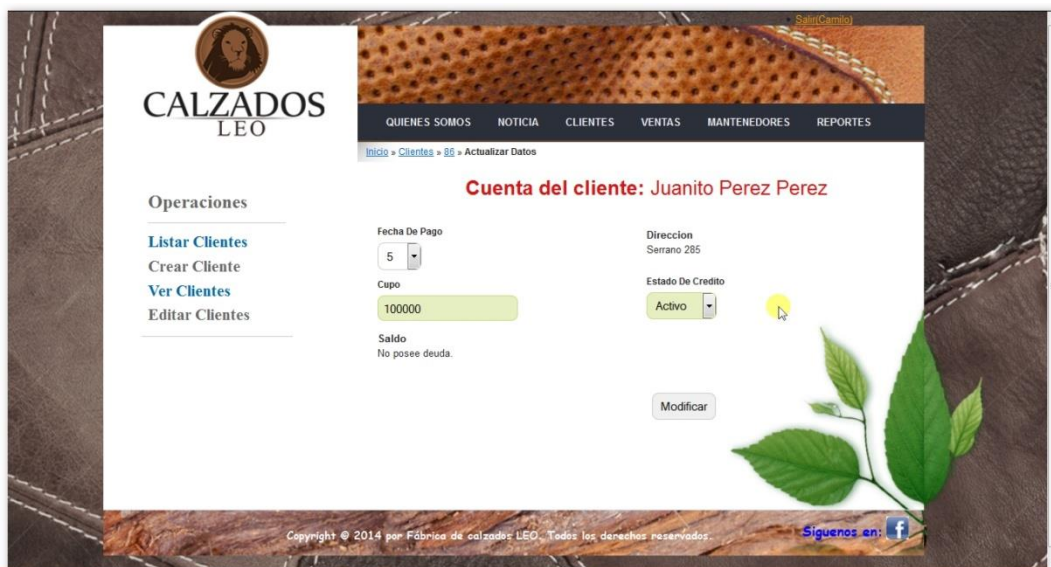 Salir(Camilo)
CALZADOS
LEO
QUIENES SOMOS NOTICIA CLIENTES VENTAS MANTENEDORES REPORTES
Inicio » Clientes » 86 » Actualizar Datos
Cuenta del cliente: Juanito Perez Perez
Operaciones
Listar Clientes
Crear Cliente
Ver Clientes
Editar Clientes
Fecha De Pago
5
Cupo
100000
Saldo
No posee deuda.
Direccion
Serrano 285
Estado De Credito
Activo
Modificar
Copyright © 2014 por Fábrica de calzados LEO. Todos los derechos reservados.
Siguenos en: